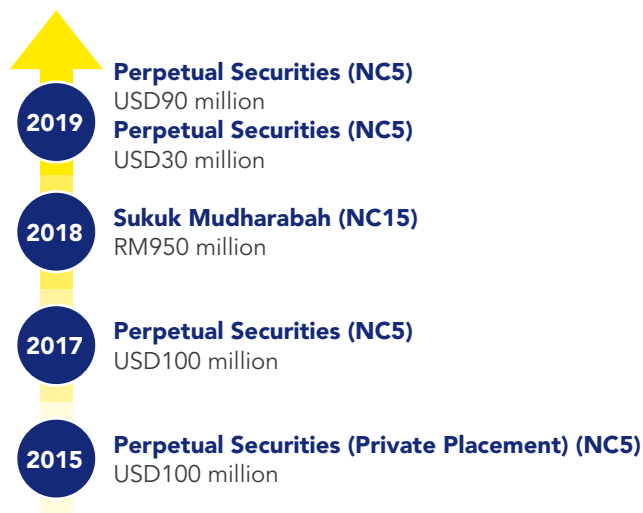 2019
Perpetual Securities (NC5)
USD90 million
Perpetual Securities (NC5)
USD30 million
2018
Sukuk Mudharabah (NC15)
RM950 million
2017
Perpetual Securities (NC5)
USD100 million
2015
Perpetual Securities (Private Placement) (NC5)
USD100 million